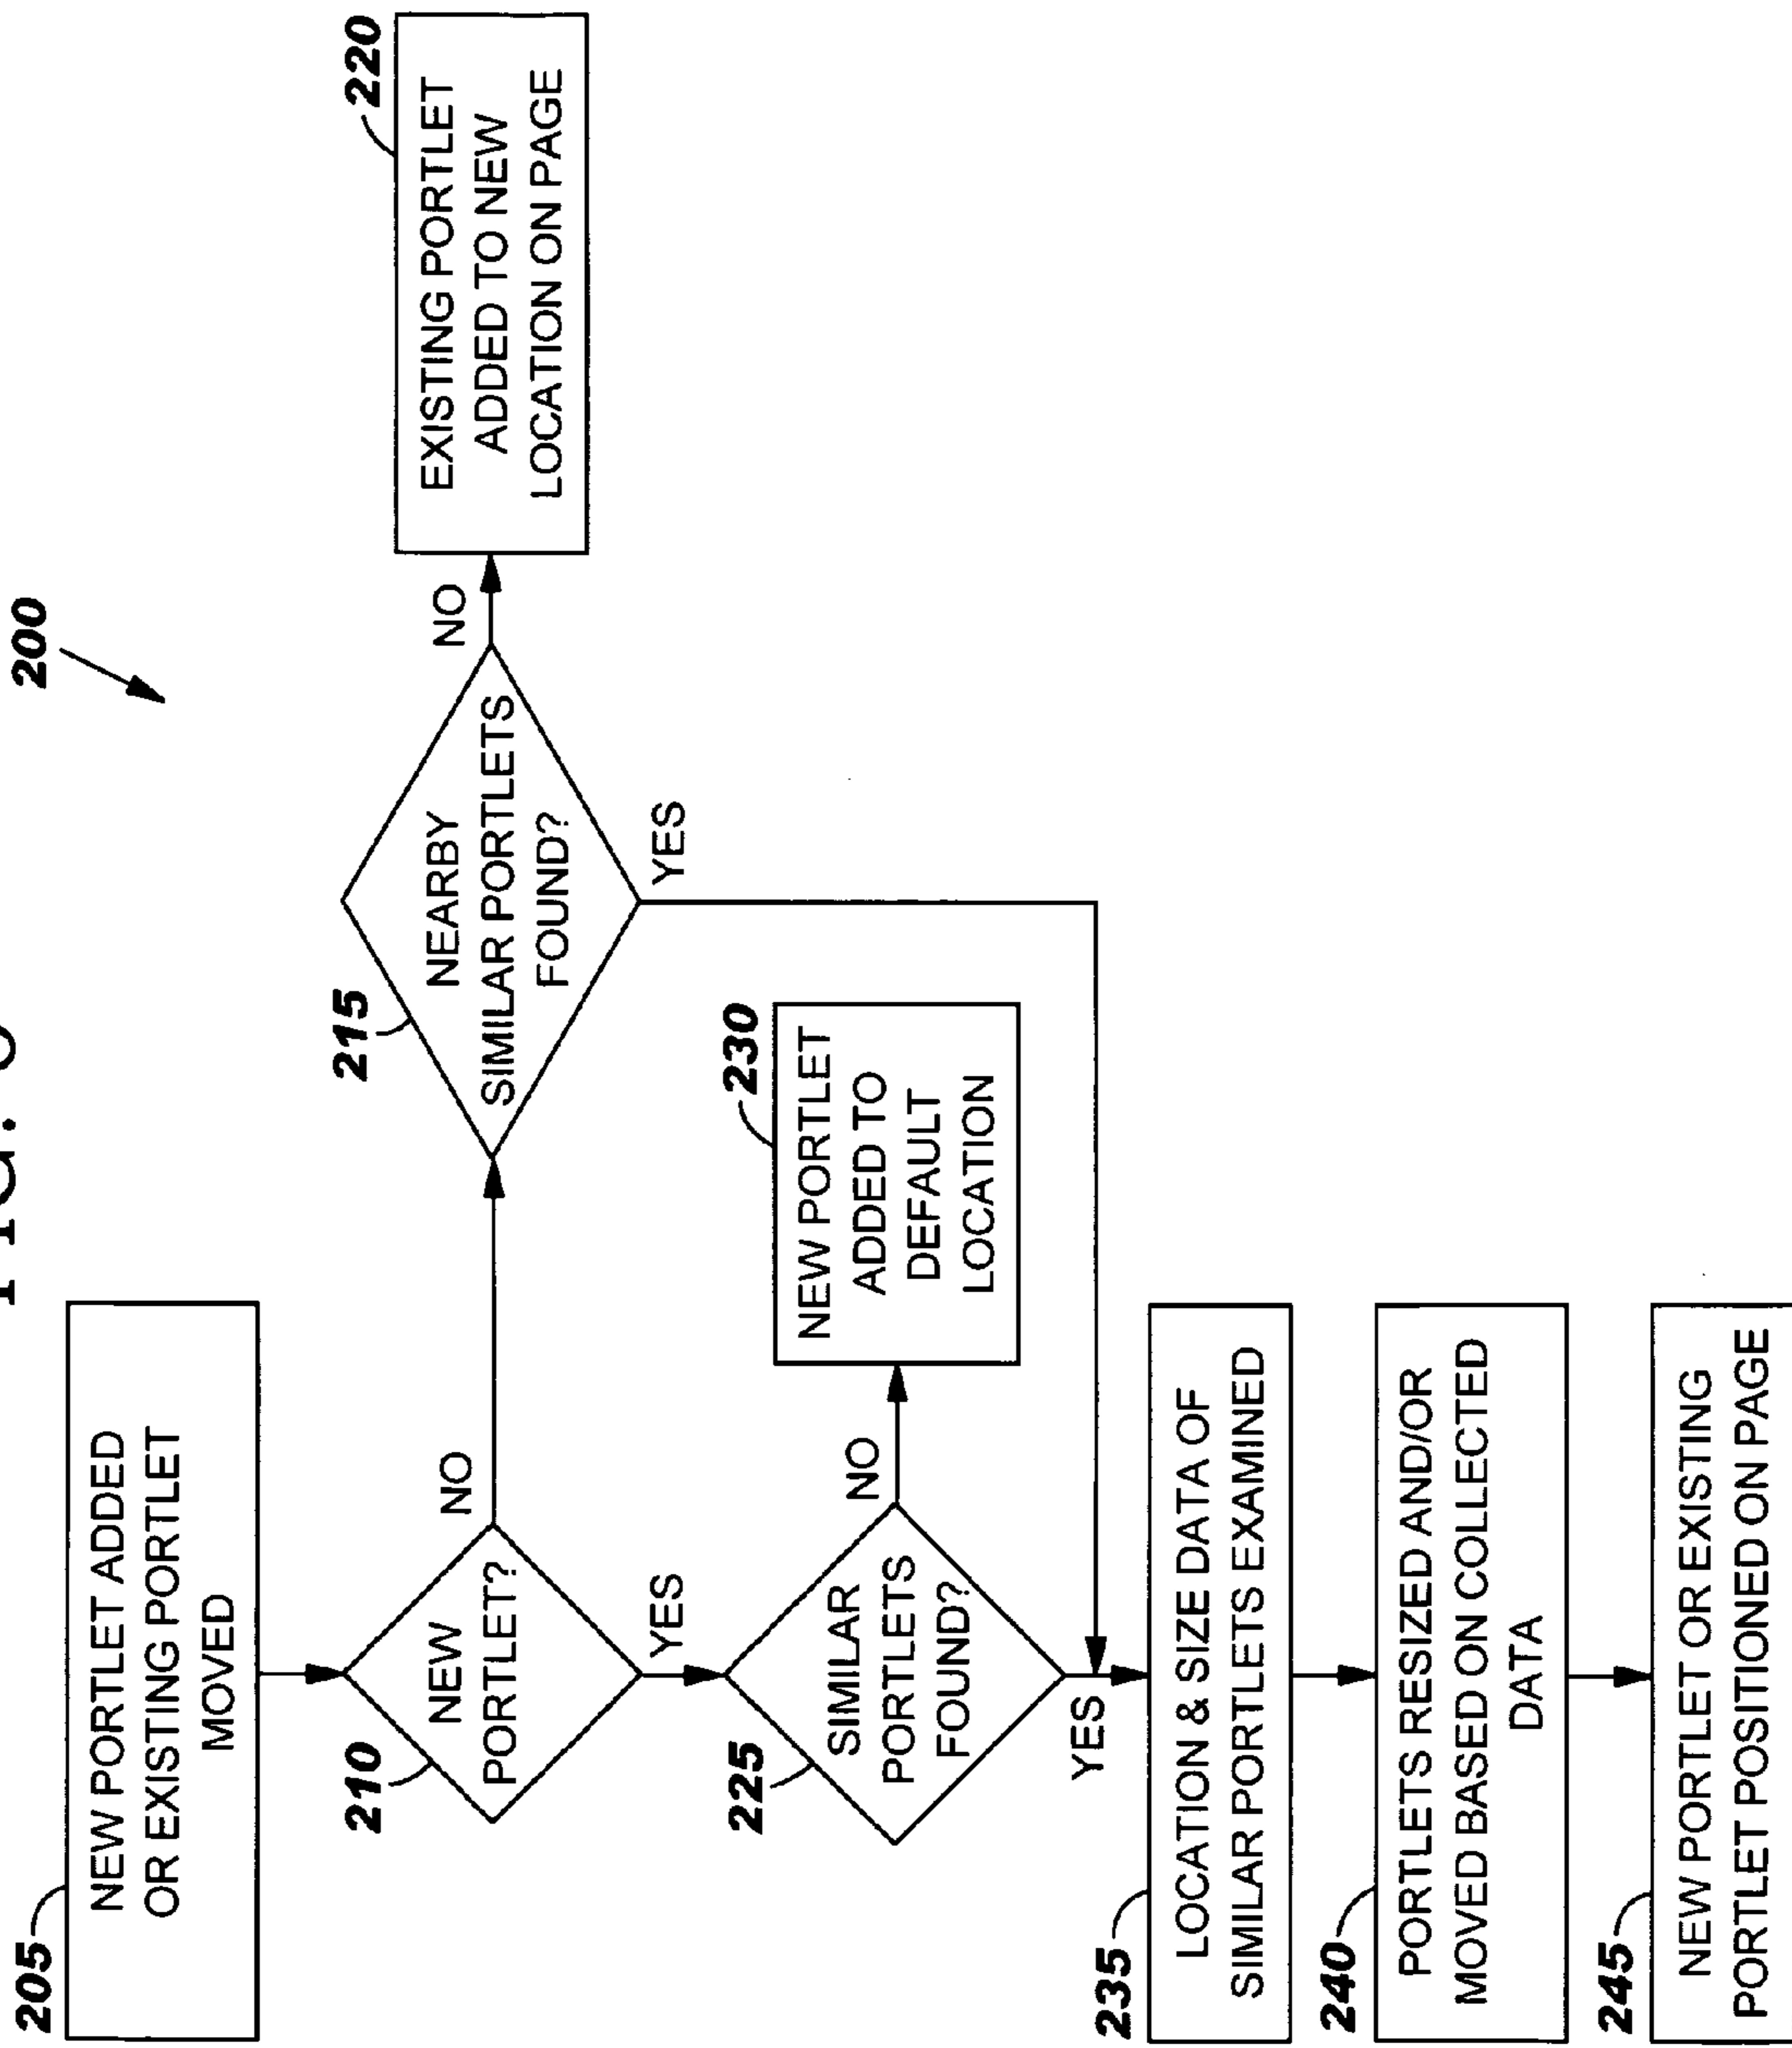 FIG.
200
205
NEW PORTLET ADDED
OR EXISTING PORTLET
MOVED
210
NEW
PORTLET?
NO
YES
215
NEARBY
SIMILAR PORTLETS
FOUND?
NO
YES
220
EXISTING PORTLET
ADDED TO NEW
LOCATION ON PAGE
225
SIMILAR
PORTLETS
FOUND?
NO
YES
230
NEW PORTLET
ADDED TO
DEFAULT
LOCATION
235
LOCATION & SIZE DATA OF
SIMILAR PORTLETS EXAMINED
240
PORTLETS RESIZED AND/OR
MOVED BASED ON COLLECTED
DATA
245
NEW PORTLET OR EXISTING
PORTLET POSITIONED ON PAGE